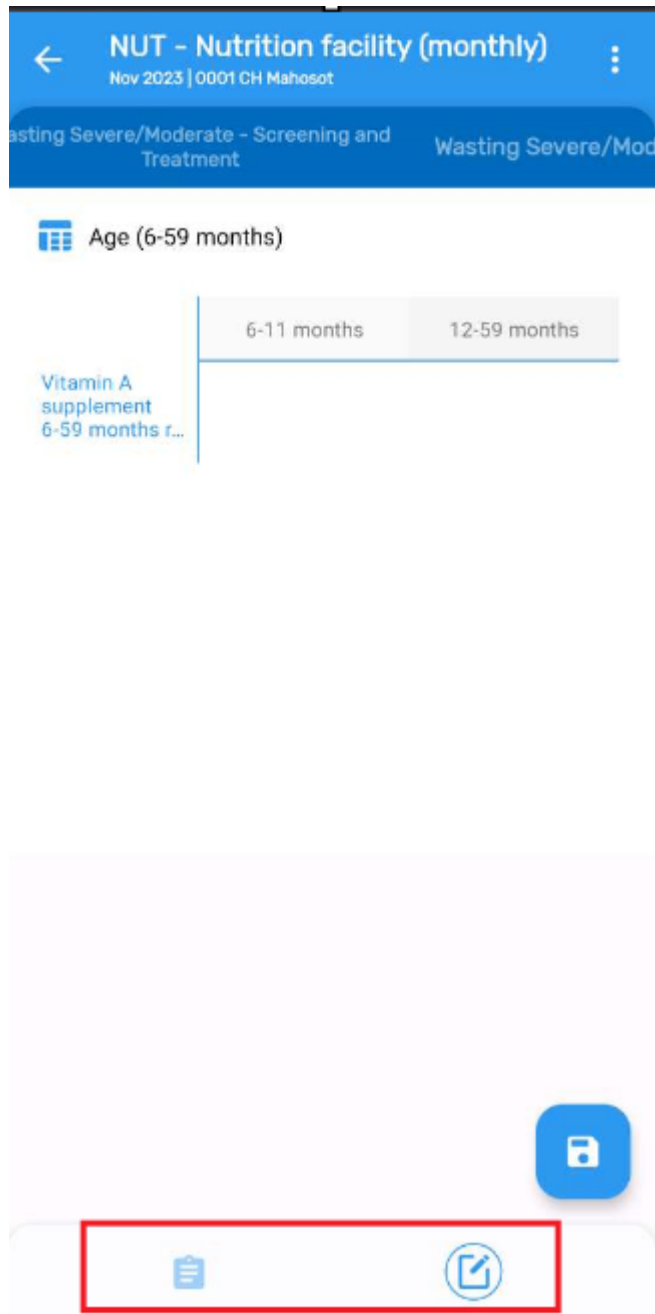 NUT - Nutrition facility (monthly)
Nov 2023 | 0001 CH Mahosot
asting Severe/Moderate - Screening and
Treatment
Wasting Severe/Mod
Age (6-59 months)
6-11 months
12-59 months
Vitamin A
supplement
6-59 months r...